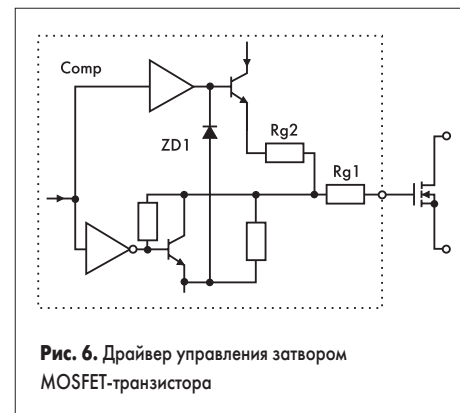 Comp
ZD1
Rg2
Rg1
Рис. 6. Драйвер управления затвором
MOSFET-транзистора